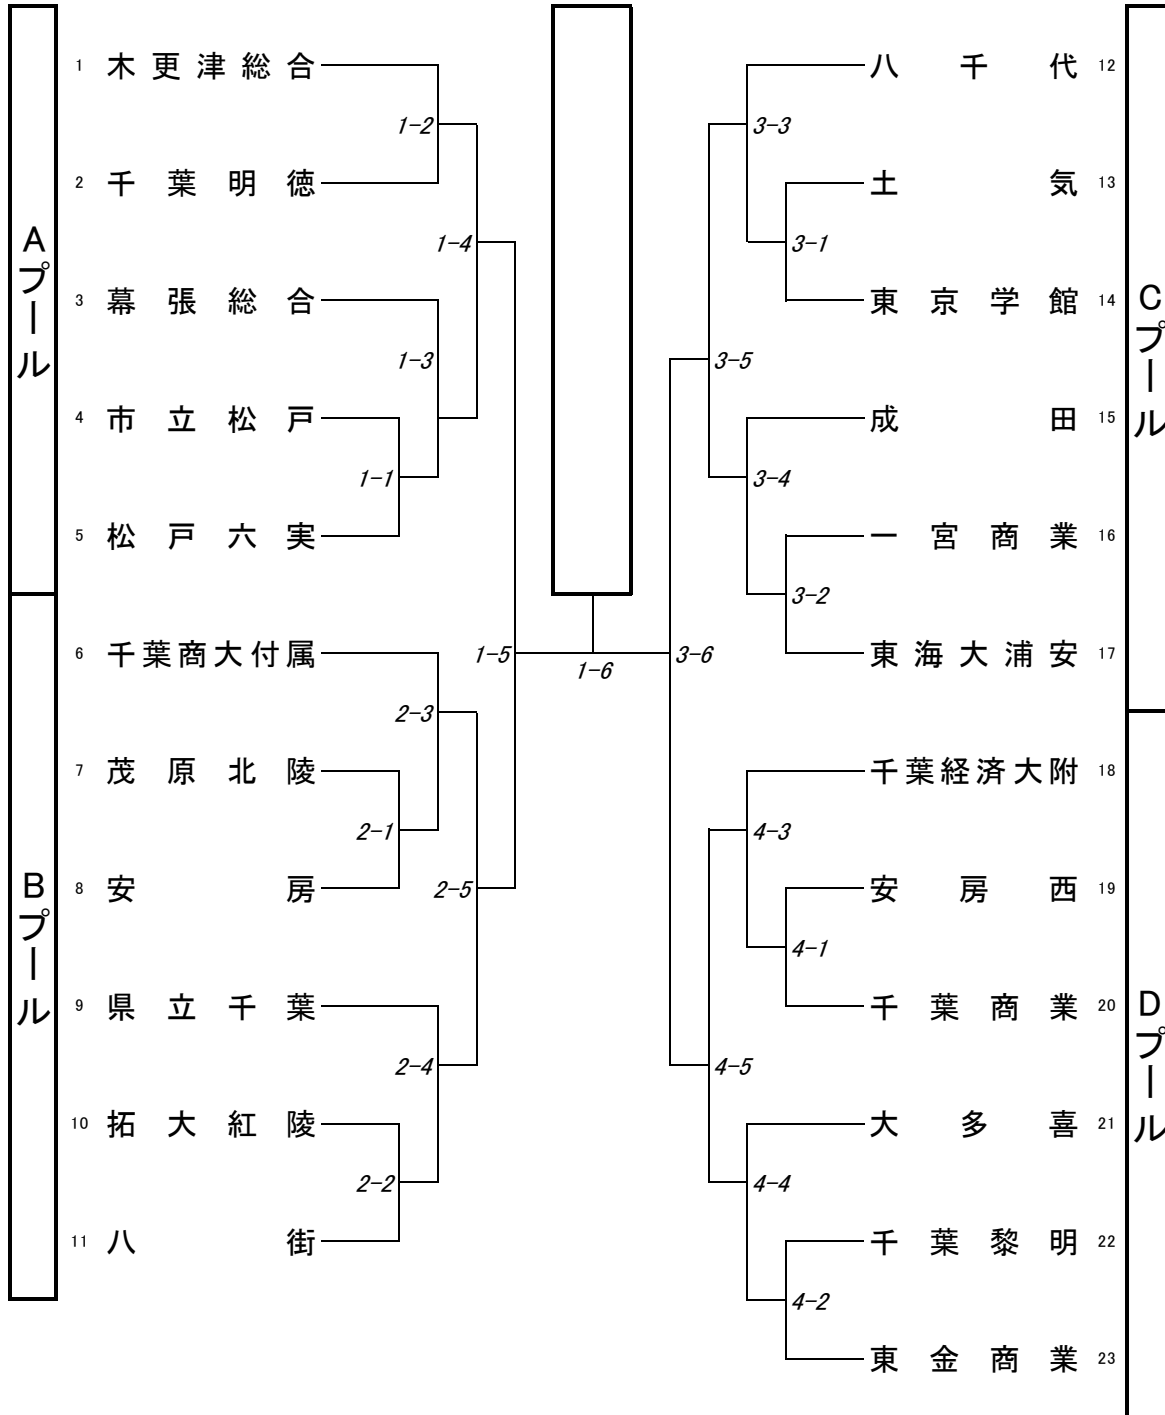 Aプール
1 木更津総合
2 千葉明徳
3 幕張総合
4 市立松戸
5 松戸六実
1-2
1-4
1-3
1-1
Bプール
6 千葉商大付属
7 茂原北陵
8 安房
9 県立千葉
10 拓大紅陵
11 八街
2-3
2-1
2-5
2-4
2-2
1-5
1-6
3-6
Cプール
八千代 12
土気 13
東京学館 14
成田 15
一宮商業 16
東海大浦安 17
3-3
3-1
3-5
3-4
3-2
Dプール
千葉経済大附 18
安房西 19
千葉商業 20
大多喜 21
千葉黎明 22
東金商業 23
4-3
4-1
4-5
4-4
4-2